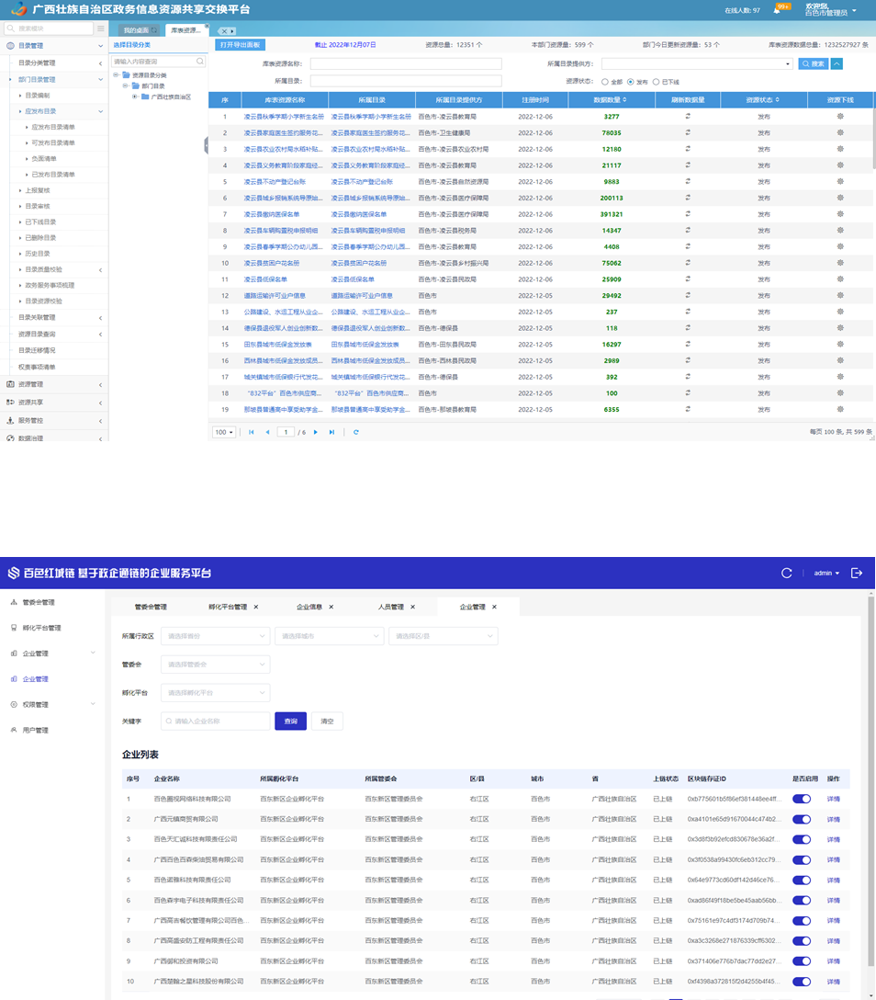 广西壮族自治区政务信息资源共享交换平台
在线人数: 97
99+
欢迎您,
百色市管理员
搜索模块
我的桌面
库表资源...
目录管理
选择目录分类
打开导出面板
截止 2022年12月07日
资源总量: 12351 个
本部门资源量: 599 个
部门今日更新资源量: 53 个
库表资源数据总量: 1232527927 条
目录分类管理
请输入内容查询
库表资源名称:
所属目录提供方:
搜索
部门目录管理
资源目录分类
所属目录:
资源状态:
全部
发布
已下线
目录编制
部门目录
应发布目录
广西壮族自治区
序 库表资源名称 所属目录 所属目录提供方 注册时间 数据数量 刷新数据量 资源状态 资源下线
1 凌云县秋季学期小学新生名册 凌云县秋季学期小学新生名册 百色市-凌云县教育局 2022-12-06 3277 发布
2 凌云县家庭医生签约服务花... 凌云县家庭医生签约服务花... 百色市-卫生健康局 2022-12-06 78035 发布
3 凌云县农业农村局水稻补贴... 凌云县农业农村局水稻补贴... 百色市-凌云县农业农村局 2022-12-06 12180 发布
4 凌云县义务教育阶段家庭经... 凌云县义务教育阶段家庭经... 百色市-凌云县教育局 2022-12-06 21117 发布
5 凌云县不动产登记台账 凌云县不动产登记台账 百色市-凌云县自然资源局 2022-12-06 9883 发布
6 凌云县城乡报销系统导原始... 凌云县城乡报销系统导原始... 百色市-凌云县医疗保障局 2022-12-06 200113 发布
7 凌云县缴纳医保名单 凌云县缴纳医保名单 百色市-凌云县医疗保障局 2022-12-06 391321 发布
8 凌云县车辆购置税申报明细 凌云县车辆购置税申报明细 百色市-凌云县税务局 2022-12-06 14347 发布
9 凌云县春季学期公办幼儿园... 凌云县春季学期公办幼儿园... 百色市-凌云县教育局 2022-12-06 4408 发布
10 凌云县贫困户花名册 凌云县贫困户花名册 百色市-凌云县乡村振兴局 2022-12-06 75062 发布
11 凌云县低保名单 凌云县低保名单 百色市-凌云县民政局 2022-12-06 25909 发布
12 道路运输许可业户信息 道路运输许可业户信息 百色市 2022-12-05 29492 发布
13 公路建设、水运工程从业企... 公路建设、水运工程从业企... 百色市 2022-12-05 237 发布
14 德保县退役军人创业创新数... 德保县退役军人创业创新数... 百色市-德保县 2022-12-05 118 发布
15 田东县城市低保金发放表 田东县城市低保金发放表 百色市-田东县民政局 2022-12-05 16297 发布
16 西林县城市低保金发放成员... 西林县城市低保金发放成员... 百色市-西林县民政局 2022-12-05 2989 发布
17 城关镇城市低保银行代发花... 城关镇城市低保银行代发花... 百色市-德保县 2022-12-05 392 发布
18 “832平台”百色市供应商... “832平台”百色市供应商... 百色市 2022-12-05 100 发布
19 那坡县普通高中享受助学金... 那坡县普通高中享受助学金... 百色市-那坡县教育局 2022-12-05 6355 发布
应发布目录清单
可发布目录清单
负面清单
已发布目录清单
上报复核
目录审核
已下线目录
已删除目录
历史目录
目录质量校验
政务服务事项梳理
目录资源校验
目录关联管理
资源目录查询
目录迁移情况
权责事项清单
资源管理
资源共享
服务管控
数据治理
100
1 / 6
每页 100 条, 共 599 条
百色红城链 基于政企通链的企业服务平台
admin
管委会管理
孵化平台管理
企业管理
企业管理
权限管理
用户管理
管委会管理 孵化平台管理 企业信息 人员管理 企业管理
所属行政区 请选择省份 请选择城市 请选择区/县
管委会 请选择管委会
孵化平台 请选择孵化平台
关键字 请输入企业名称 查询 清空
企业列表
序号 企业名称 所属孵化平台 所属管委会 区/县 城市 省 上链状态 区块链存证ID 是否启用 操作
1 百色圈视网络科技有限公司 百东新区企业孵化平台 百东新区管理委员会 右江区 百色市 广西壮族自治区 已上链 0xb775601b5f86ef381448ee4ff... 详情
2 广西元镇商贸有限公司 百东新区企业孵化平台 百东新区管理委员会 右江区 百色市 广西壮族自治区 已上链 0xa4101e65d91670044c474b2... 详情
3 百色天汇诚科技有限责任公司 百东新区企业孵化平台 百东新区管理委员会 右江区 百色市 广西壮族自治区 已上链 0x3d8f3b92efcd830678e36a2f... 详情
4 广西百色百森柴油贸易有限公司 百东新区企业孵化平台 百东新区管理委员会 右江区 百色市 广西壮族自治区 已上链 0x3f0538a99430fc6eb312cc79... 详情
5 百色诺雅科技有限责任公司 百东新区企业孵化平台 百东新区管理委员会 右江区 百色市 广西壮族自治区 已上链 0x64e9773cd60df142d46ce76... 详情
6 百色森宇电子科技有限责任公司 百东新区企业孵化平台 百东新区管理委员会 右江区 百色市 广西壮族自治区 已上链 0xad86f49f18be5be45aab56bb... 详情
7 广西高吉餐饮管理有限公司百色... 百东新区企业孵化平台 百东新区管理委员会 右江区 百色市 广西壮族自治区 已上链 0x75161e97c4df3174d709b74... 详情
8 广西高盛安防工程有限责任公司 百东新区企业孵化平台 百东新区管理委员会 右江区 百色市 广西壮族自治区 已上链 0xa3c3268e271876339cff6302... 详情
9 广西御和投资有限公司 百东新区企业孵化平台 百东新区管理委员会 右江区 百色市 广西壮族自治区 已上链 0x371406e776b7dac77dd2e27... 详情
10 广西楚翰之星科技股份有限公司 百东新区企业孵化平台 百东新区管理委员会 右江区 百色市 广西壮族自治区 已上链 0xf4398a372815f2d4255b4f45... 详情